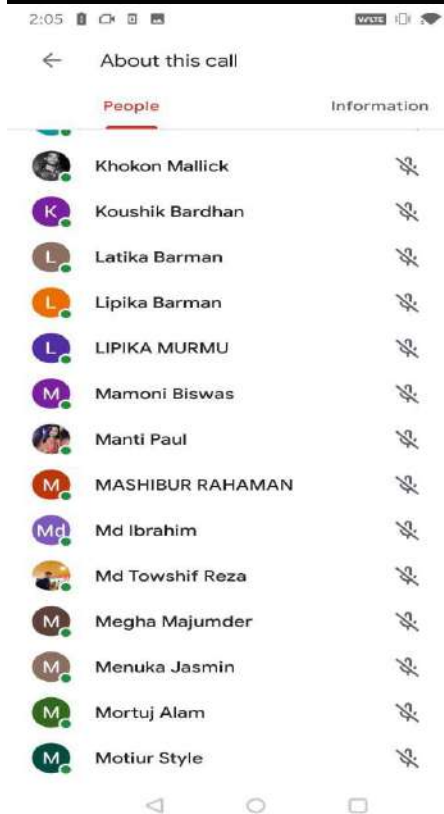 2:05
VoLTE
About this call
People Information
Khokon Mallick
K Koushik Bardhan
L Latika Barman
L Lipika Barman
L LIPIKA MURMU
M Mamoni Biswas
Manti Paul
M MASHIBUR RAHAMAN
Md Md Ibrahim
Md Towshif Reza
M Megha Majumder
M Menuka Jasmin
M Mortuj Alam
M Motiur Style